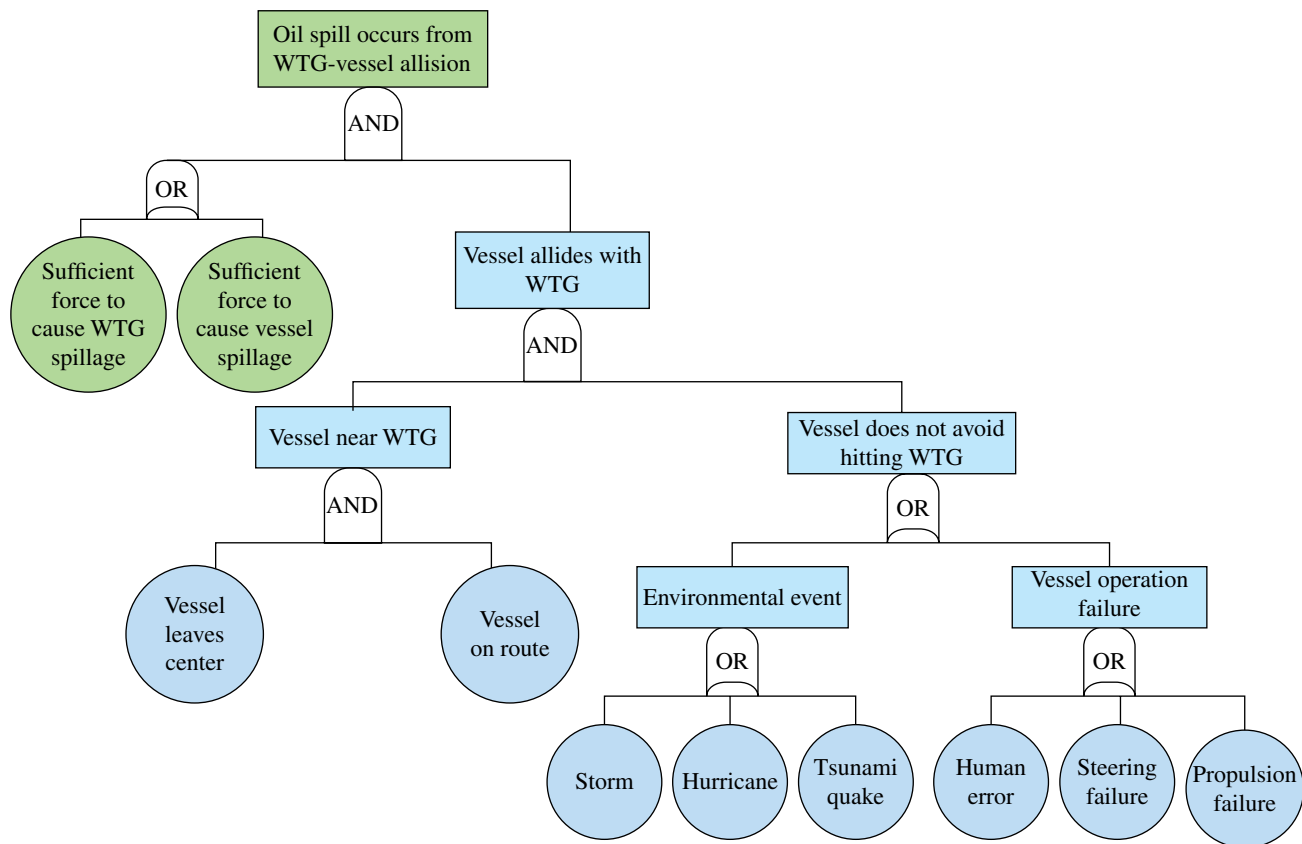 Oil spill occurs from
WTG-vessel allision
AND
OR
Sufficient
force to
cause WTG
spillage
Sufficient
force to
cause vessel
spillage
Vessel allides with
WTG
AND
Vessel near WTG
Vessel does not avoid
hitting WTG
AND
OR
Vessel
leaves
center
Vessel
on route
Environmental event
Vessel operation
failure
OR
OR
Storm
Hurricane
Tsunami
quake
Human
error
Steering
failure
Propulsion
failure